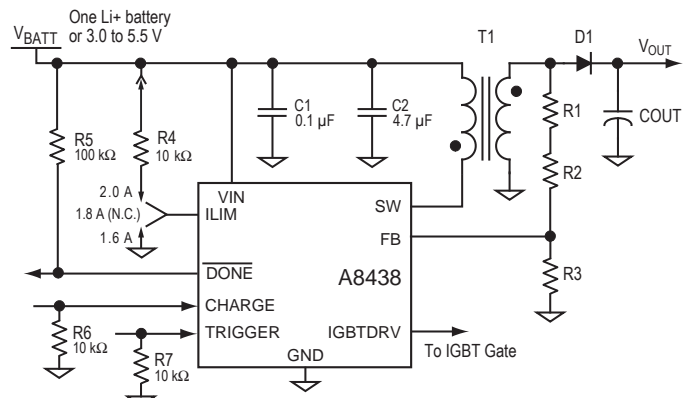 One Li+ battery
or 3.0 to 5.5 V
VBATT
T1
D1
VOUT
C1
0.1 µF
C2
4.7 µF
R1
COUT
R5
100 kΩ
R4
10 kΩ
R2
2.0 A
1.8 A (N.C.)
1.6 A
VIN
ILIM
SW
FB
R3
DONE
A8438
CHARGE
TRIGGER
IGBTDRV
GND
R6
10 kΩ
R7
10 kΩ
To IGBT Gate